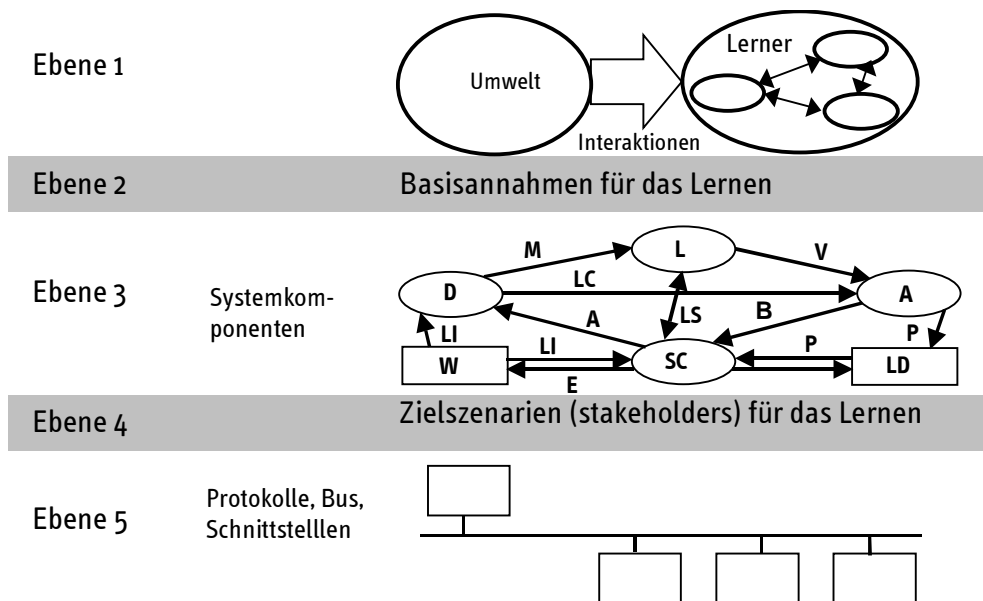 Ebene 1
Umwelt
Interaktionen
Lerner
Ebene 2
Basisannahmen für das Lernen
Ebene 3
Systemkom-
ponenten
M
L
V
D
LC
A
LI
A
LS
B
P
W
LI
E
SC
P
LD
Ebene 4
Zielszenarien (stakeholders) für das Lernen
Ebene 5
Protokolle, Bus,
Schnittstelllen